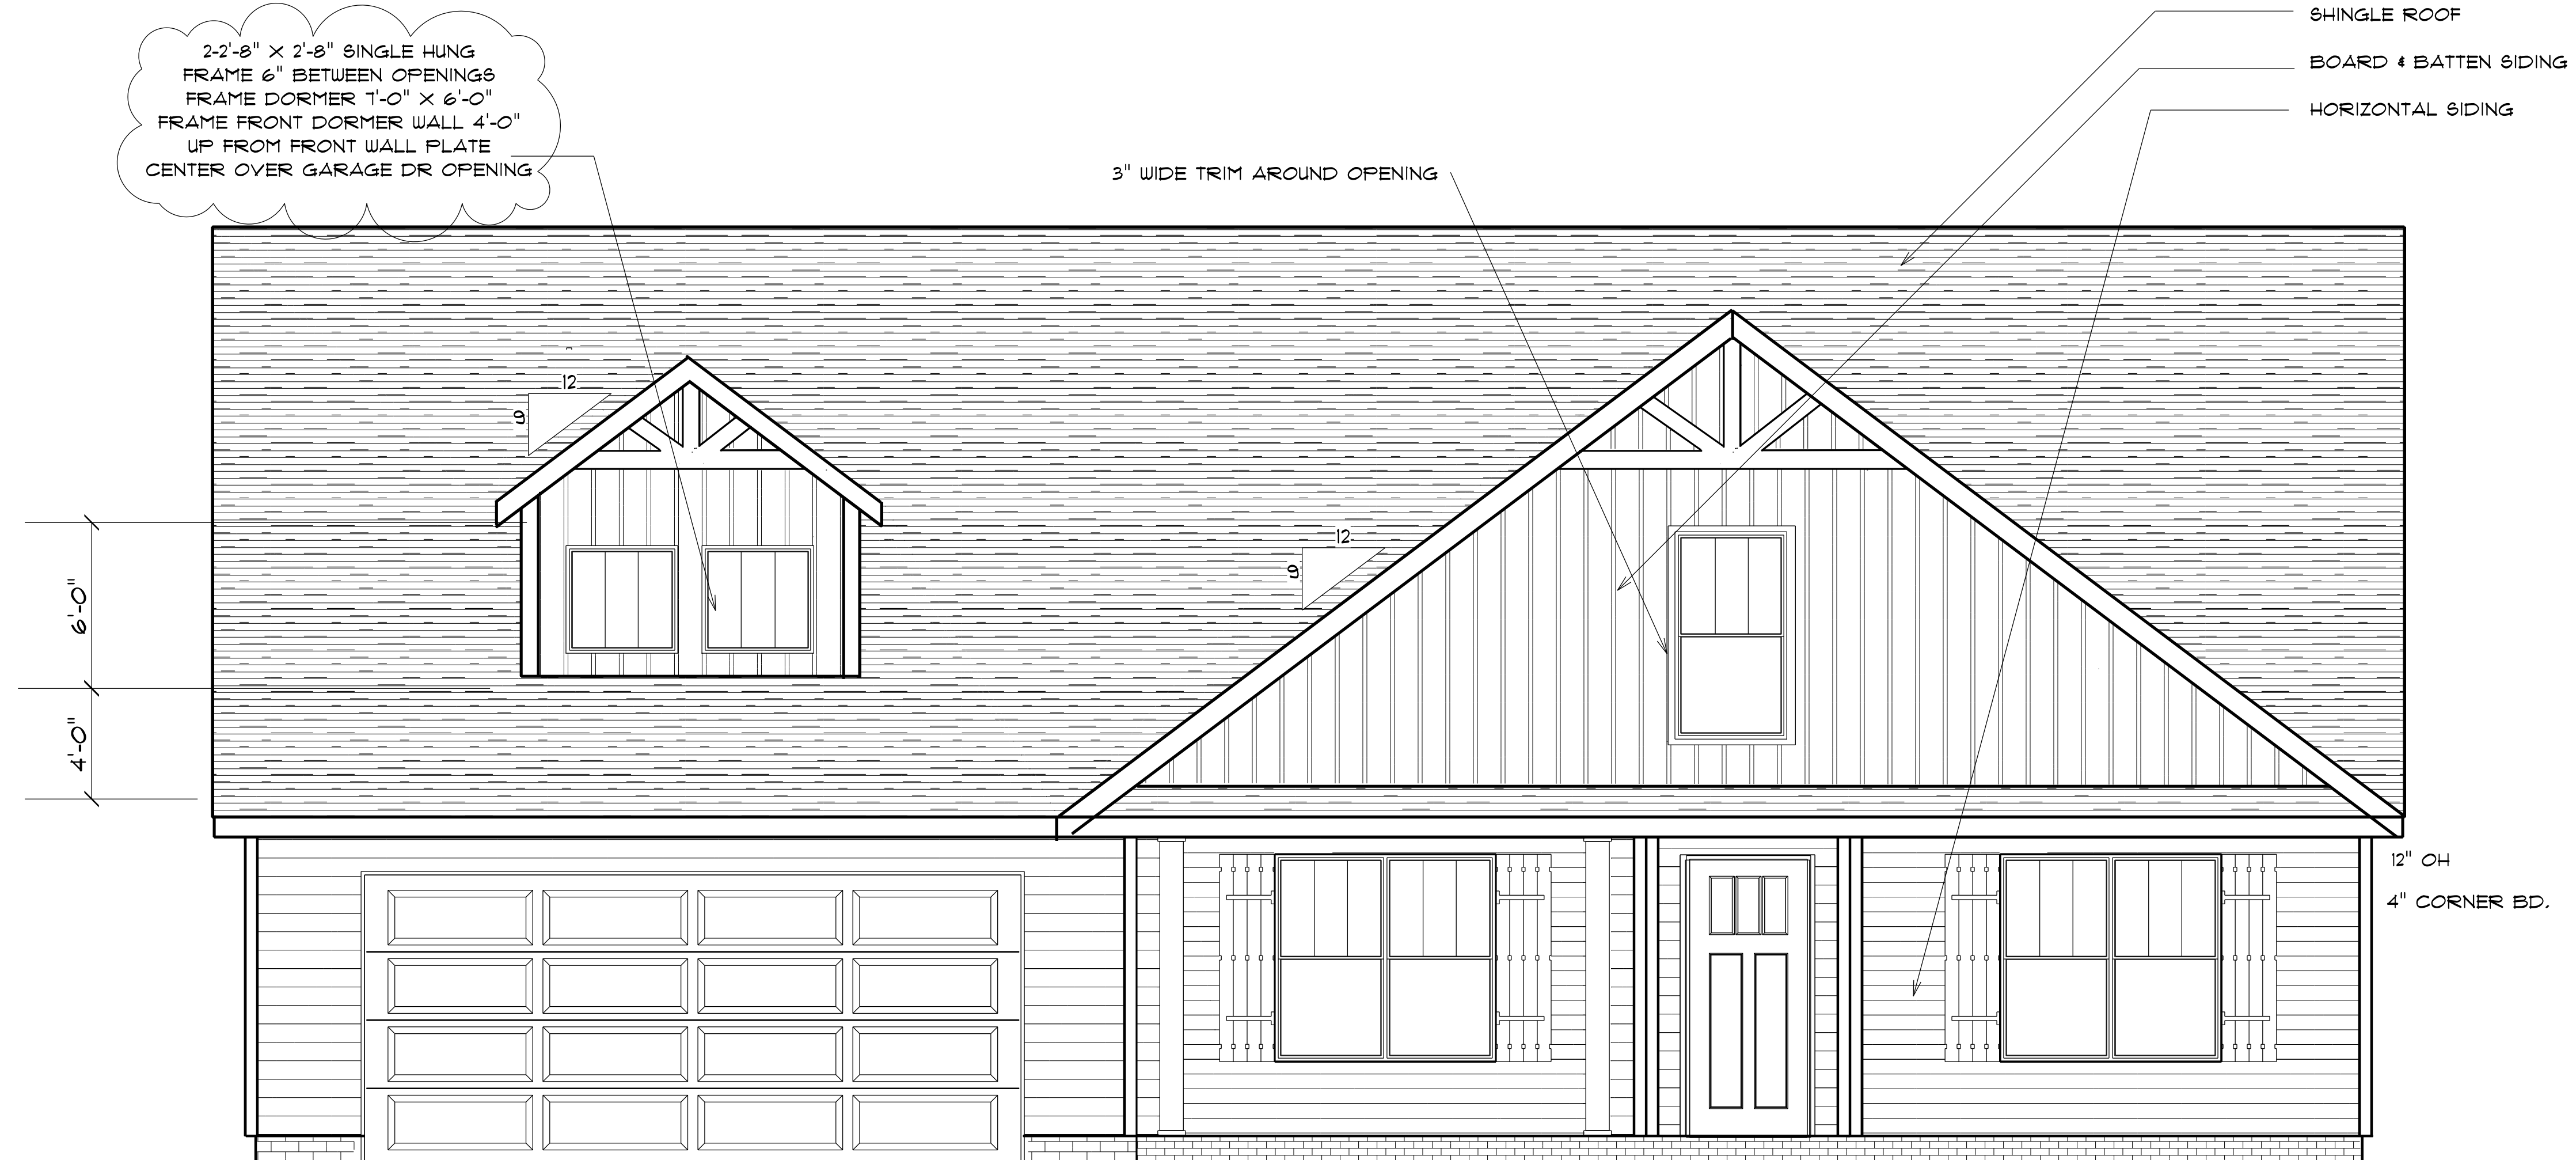 2-2'-8" X 2'-8" SINGLE HUNG
FRAME 6" BETWEEN OPENINGS
FRAME DORMER 7'-0" X 6'-0"
FRAME FRONT DORMER WALL 4'-0"
UP FROM FRONT WALL PLATE
CENTER OVER GARAGE DR OPENING
SHINGLE ROOF
BOARD & BATTEN SIDING
HORIZONTAL SIDING
3" WIDE TRIM AROUND OPENING
12
9
12
9
6'-0"
4'-0"
12" OH
4" CORNER BD.